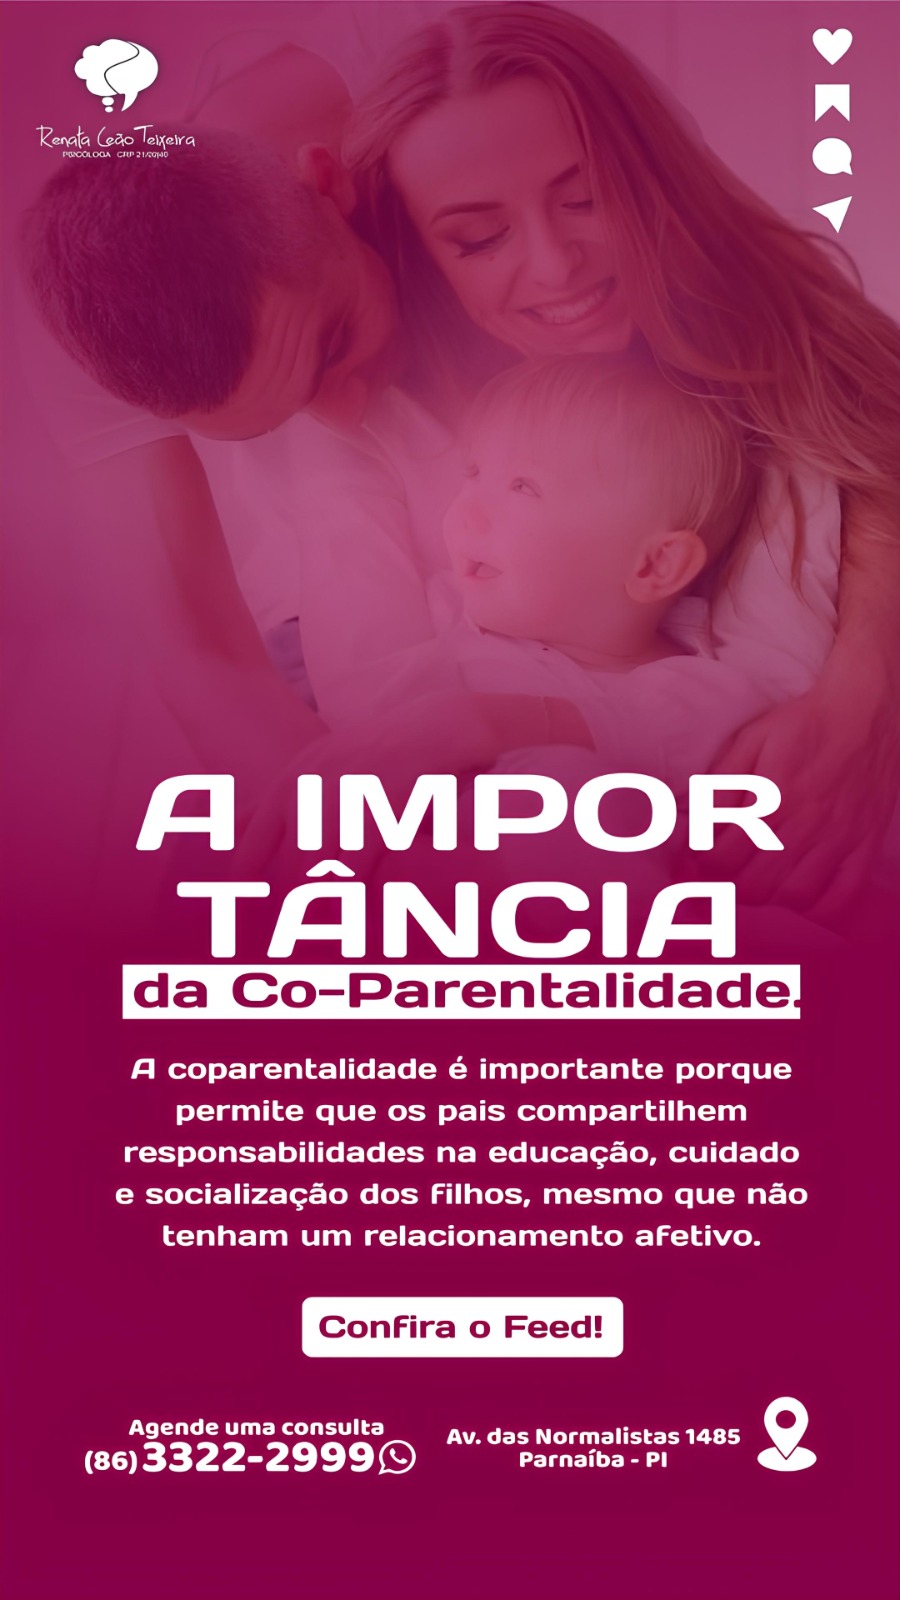 Renata Leão Teixeira
PSICÓLOGA CRP
A IMPOR
TÂNCIA
da Co-Parentalidade.
A coparentalidade é importante porque
permite que os pais compartilhem
responsabilidades na educação, cuidado
e socialização dos filhos, mesmo que não
tenham um relacionamento afetivo.
Confira o Feed!
Agende uma consulta
(86) 3322-2999
Av. das Normalistas 1485
Parnaíba - PI